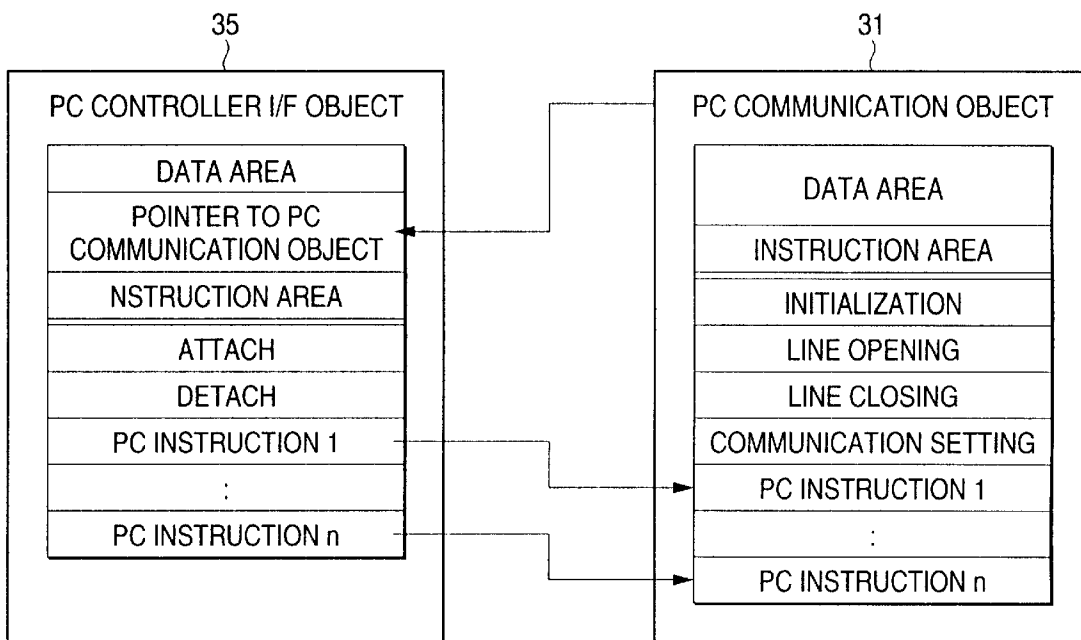 35
PC CONTROLLER I/F OBJECT
DATA AREA
POINTER TO PC
COMMUNICATION OBJECT
NSTRUCTION AREA
ATTACH
DETACH
PC INSTRUCTION 1
:
PC INSTRUCTION n
31
PC COMMUNICATION OBJECT
DATA AREA
INSTRUCTION AREA
INITIALIZATION
LINE OPENING
LINE CLOSING
COMMUNICATION SETTING
PC INSTRUCTION 1
:
PC INSTRUCTION n